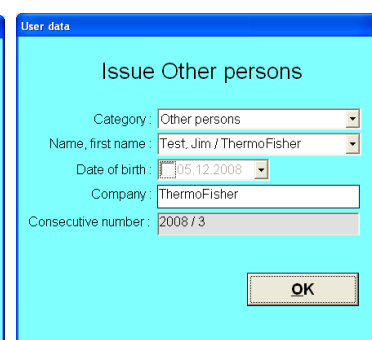 User data
Issue Other persons
Category : Other persons
Name, first name : Test, Jim / ThermoFisher
Date of birth : 05.12.2008
Company : ThermoFisher
Consecutive number : 2008 / 3
OK